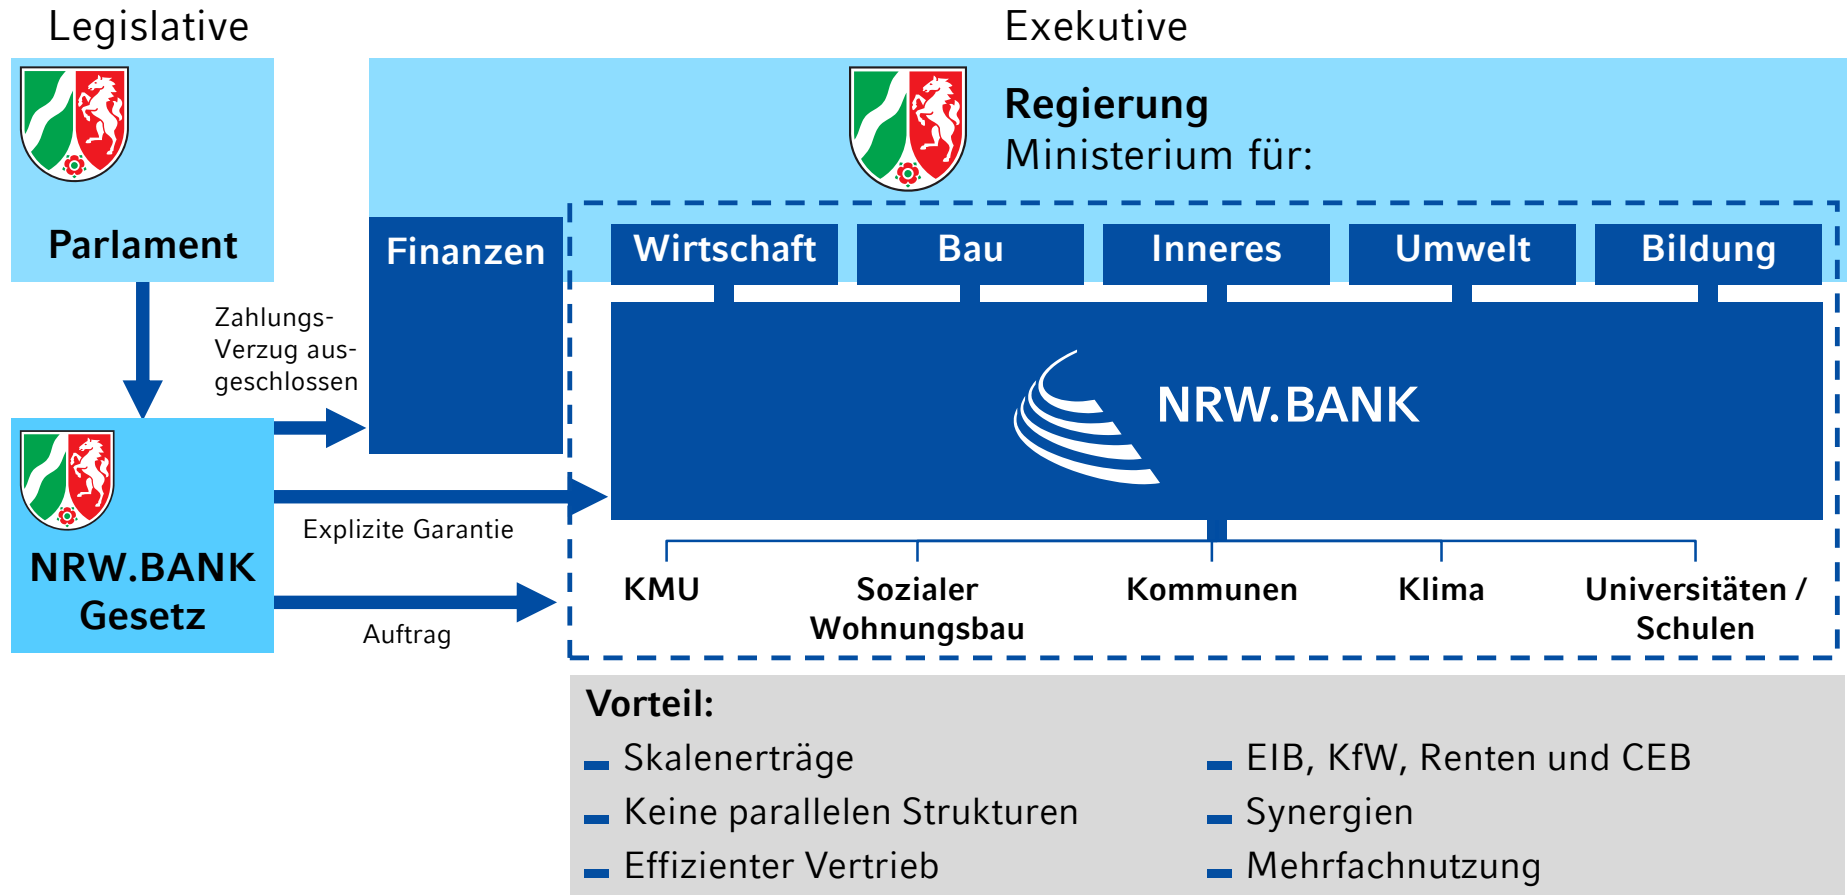 Legislative
Exekutive
Parlament
Regierung
Ministerium für:
Finanzen
Wirtschaft
Bau
Inneres
Umwelt
Bildung
Zahlungs-
Verzug aus-
geschlossen
NRW.BANK
NRW.BANK
Gesetz
Explizite Garantie
Auftrag
KMU
Sozialer
Wohnungsbau
Kommunen
Klima
Universitäten /
Schulen
Vorteil:
Skalenerträge
Keine parallelen Strukturen
Effizienter Vertrieb
EIB, KfW, Renten und CEB
Synergien
Mehrfachnutzung